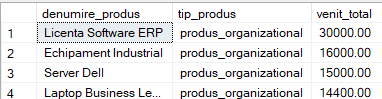 denumire_produs tip_produs venit_total
1 Licenta Software ERP produs_organizational 30000.00
2 Echipament Industrial produs_organizational 16000.00
3 Server Dell produs_organizational 15000.00
4 Laptop Business Le... produs_organizational 14400.00